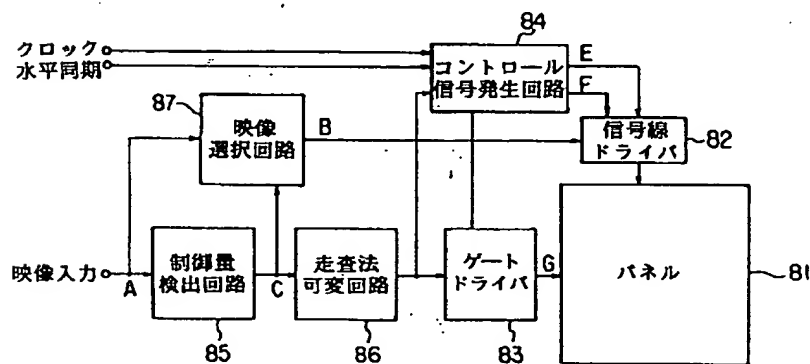 84
クロック
水平同期
コントロール
信号発生回路
E
F
87
映像
選択回路
B
信号線
ドライバ
82
映像入力
A
制御量
検出回路
C
走査法
可変回路
ゲート
ドライバ
G
パネル
81
85
86
83